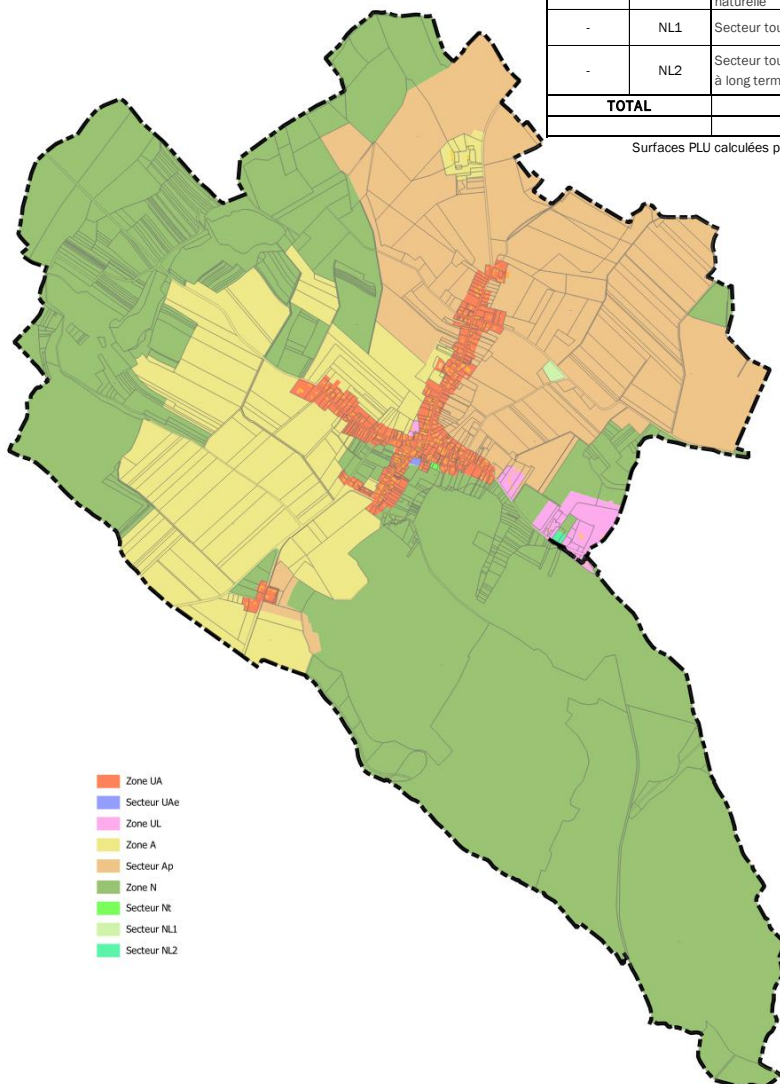 naturelle
- NL1 Secteur tou
- NL2 Secteur tou
à long term
TOTAL
Surfaces PLU calculées p
Zone UA
Secteur UAe
Zone UL
Zone A
Secteur Ap
Zone N
Secteur Nt
Secteur NL1
Secteur NL2